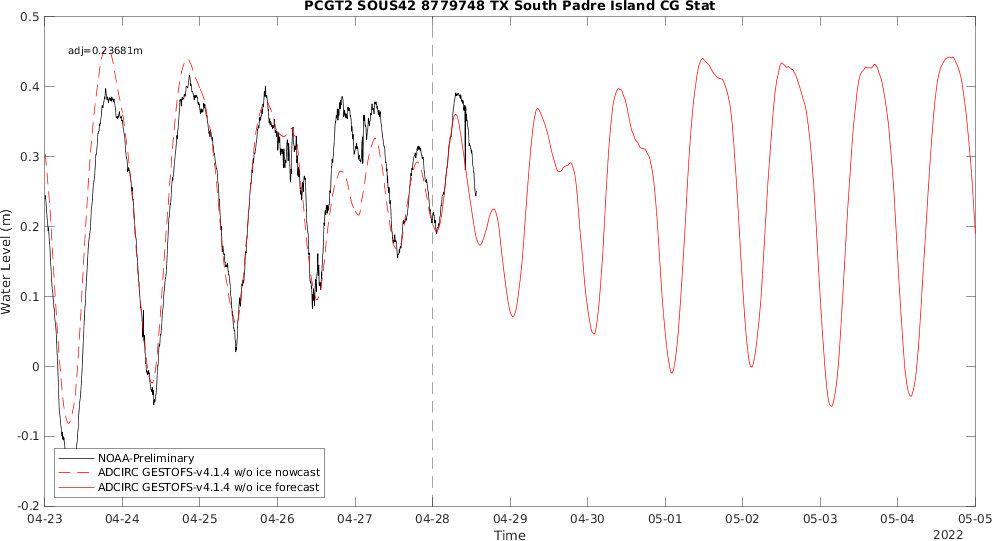 PCGT2 SOUS42 8779748 TX South Padre Island CG Stat
adj=0.23681m
0.5
0.4
0.3
0.2
0.1
0
-0.1
-0.2
Water Level (m)
NOAA-Preliminary
ADCIRC GESTOFS-v4.1.4 w/o ice nowcast
ADCIRC GESTOFS-v4.1.4 w/o ice forecast
04-23 04-24 04-25 04-26 04-27 04-28 04-29 04-30 05-01 05-02 05-03 05-04 05-05
Time
2022